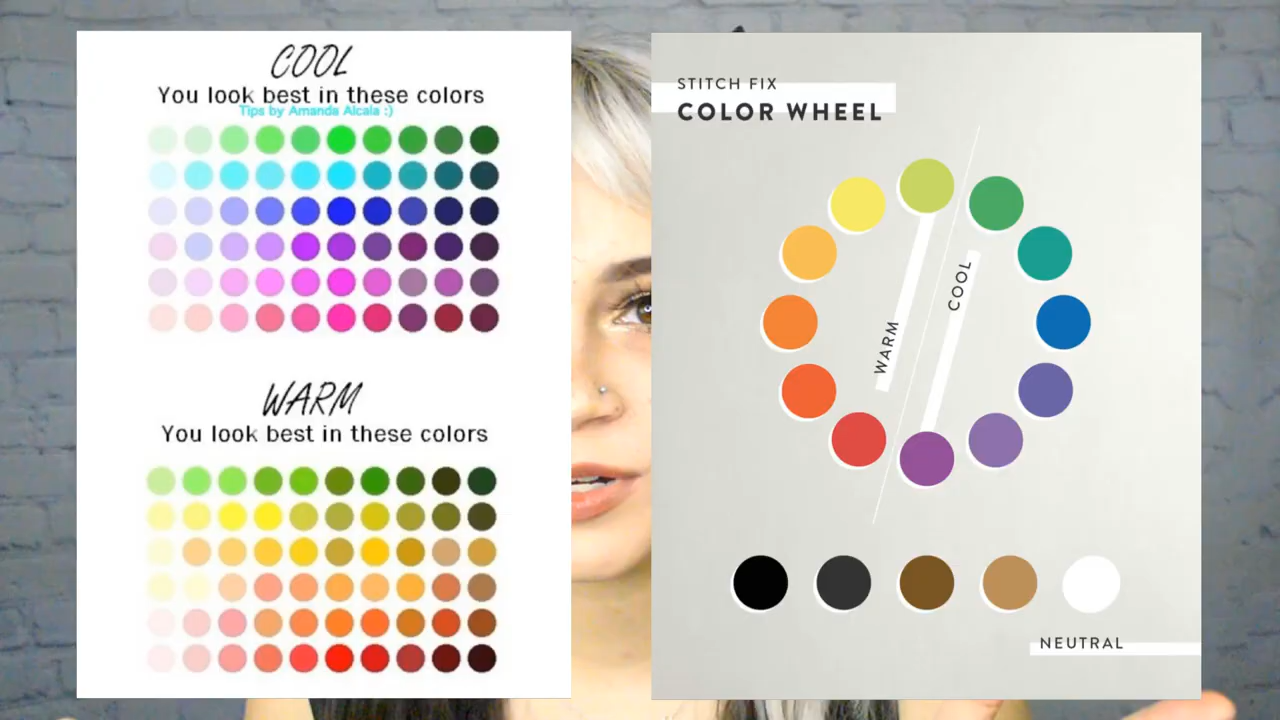 COOL
You look best in these colors
Tips by Amanda Alcala :)
WARM
You look best in these colors
STITCH FIX
COLOR WHEEL
WARM
COOL
NEUTRAL